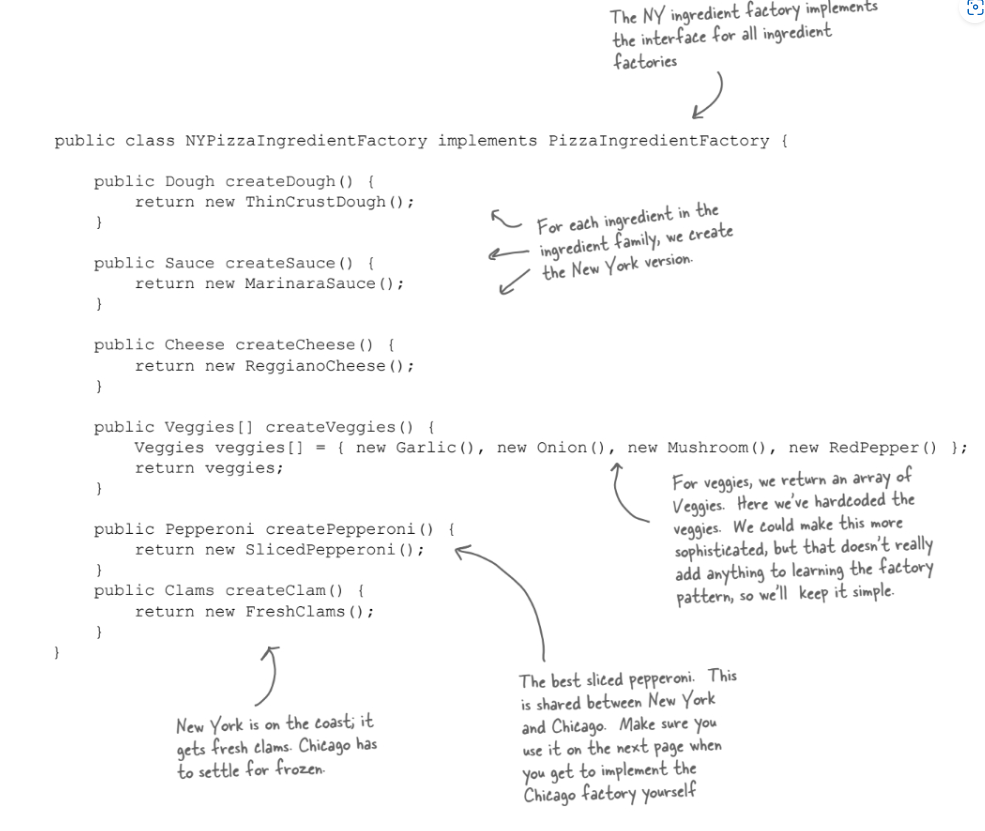 The NY ingredient factory implements
the interface for all ingredient
factories
public class NYPizzaIngredientFactory implements PizzaIngredientFactory {
public Dough createDough() {
return new ThinCrustDough();
}
For each ingredient in the
ingredient family, we create
the New York version.
public Sauce createSauce() {
return new MarinaraSauce();
}
public Cheese createCheese() {
return new ReggianoCheese();
}
public Veggies[] createVeggies() {
Veggies veggies[] = { new Garlic(), new Onion(), new Mushroom(), new RedPepper() };
return veggies;
}
For veggies, we return an array of
Veggies. Here we've hardcoded the
veggies. We could make this more
sophisticated, but that doesn't really
add anything to learning the factory
pattern, so we'll keep it simple.
public Pepperoni createPepperoni() {
return new SlicedPepperoni();
}
public Clams createClam() {
return new FreshClams();
}
}
The best sliced pepperoni. This
is shared between New York
and Chicago. Make sure you
use it on the next page when
you get to implement the
Chicago factory yourself
New York is on the coast; it
gets fresh clams. Chicago has
to settle for frozen.